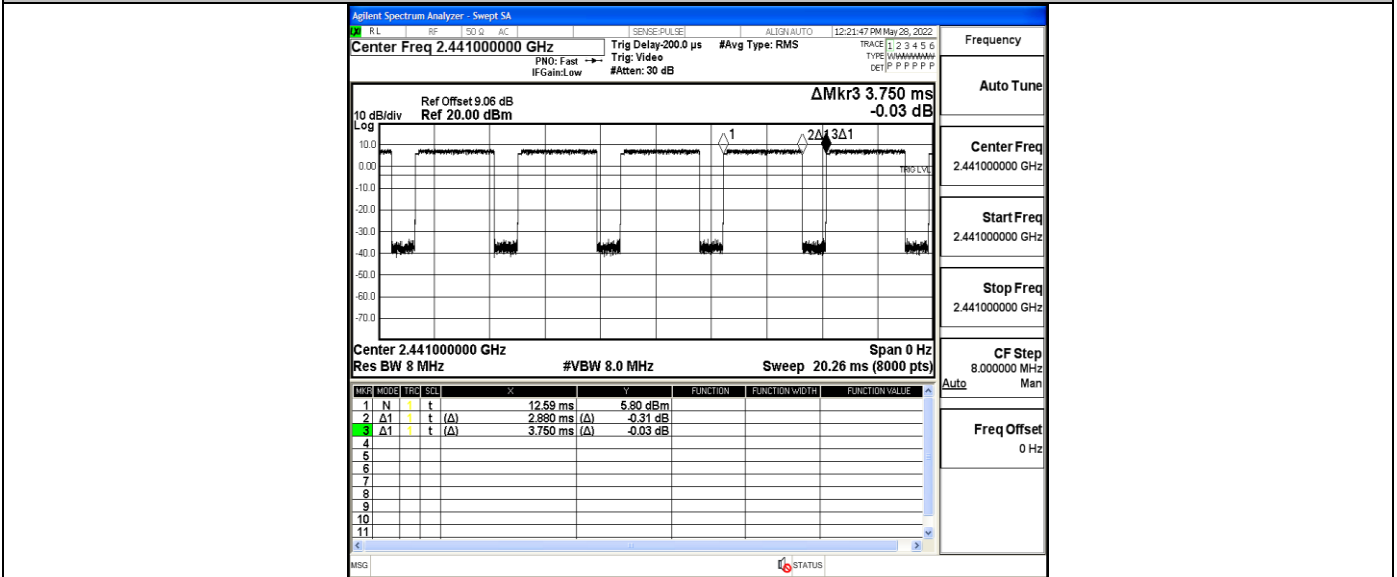 Agilent Spectrum Analyzer - Swept SA
LXI RL RF 50 Ω AC SENSE:PULSE ALIGNAUTO 12:21:47 PM May 28, 2022
Center Freq 2.441000000 GHz
PNO: Fast
IFGain:Low
Trig Delay-200.0 µs
Trig: Video
#Atten: 30 dB
#Avg Type: RMS
TRACE 1 2 3 4 5 6
TYPE WWWWWW
DET P P P P P P
ΔMkr3 3.750 ms
-0.03 dB
Ref Offset 9.06 dB
10 dB/div Ref 20.00 dBm
Log
10.0
0.00
-10.0
-20.0
-30.0
-40.0
-50.0
-60.0
-70.0
1
2Δ1 3Δ1
TRIG LVL
Center 2.441000000 GHz Span 0 Hz
Res BW 8 MHz #VBW 8.0 MHz Sweep 20.26 ms (8000 pts)
MKR MODE TRC SCL X Y FUNCTION FUNCTION WIDTH FUNCTION VALUE
1 N 1 t 12.59 ms 5.80 dBm
2 Δ1 1 t (Δ) 2.880 ms (Δ) -0.31 dB
3 Δ1 1 t (Δ) 3.750 ms (Δ) -0.03 dB
4
5
6
7
8
9
10
11
MSG STATUS
Frequency
Auto Tune
Center Freq
2.441000000 GHz
Start Freq
2.441000000 GHz
Stop Freq
2.441000000 GHz
CF Step
8.000000 MHz
Auto Man
Freq Offset
0 Hz